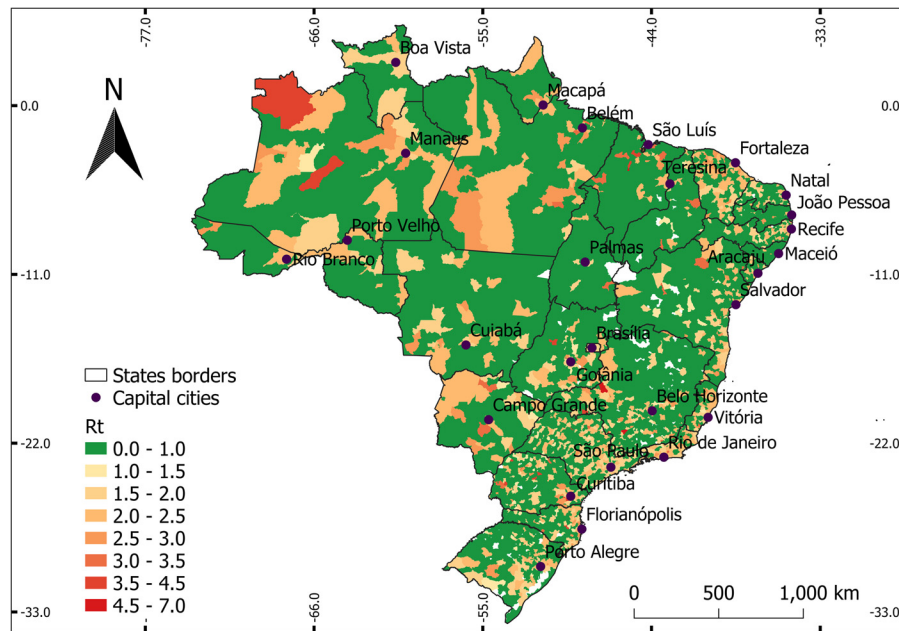 -77.0 -66.0 -55.0 -44.0 -33.0
Boa Vista
N
Macapá
0.0 0.0
Belém
São Luís
Manaus
Fortaleza
Teresina
Natal
João Pessoa
Porto Velho
Recife
Palmas
Aracaju Maceió
Rio Branco
-11.0 -11.0
Salvador
Cuiabá
Brasília
States borders
Goiânia
Capital cities
Belo Horizonte
Campo Grande
Vitória
Rt
-22.0 -22.0
0.0 - 1.0
São Paulo Rio de Janeiro
1.0 - 1.5
1.5 - 2.0
Curitiba
2.0 - 2.5
Florianópolis
2.5 - 3.0
3.0 - 3.5
Porto Alegre
3.5 - 4.5
0 500 1,000 km
4.5 - 7.0
-33.0 -33.0
-77.0 -66.0 -55.0 -44.0 -33.0